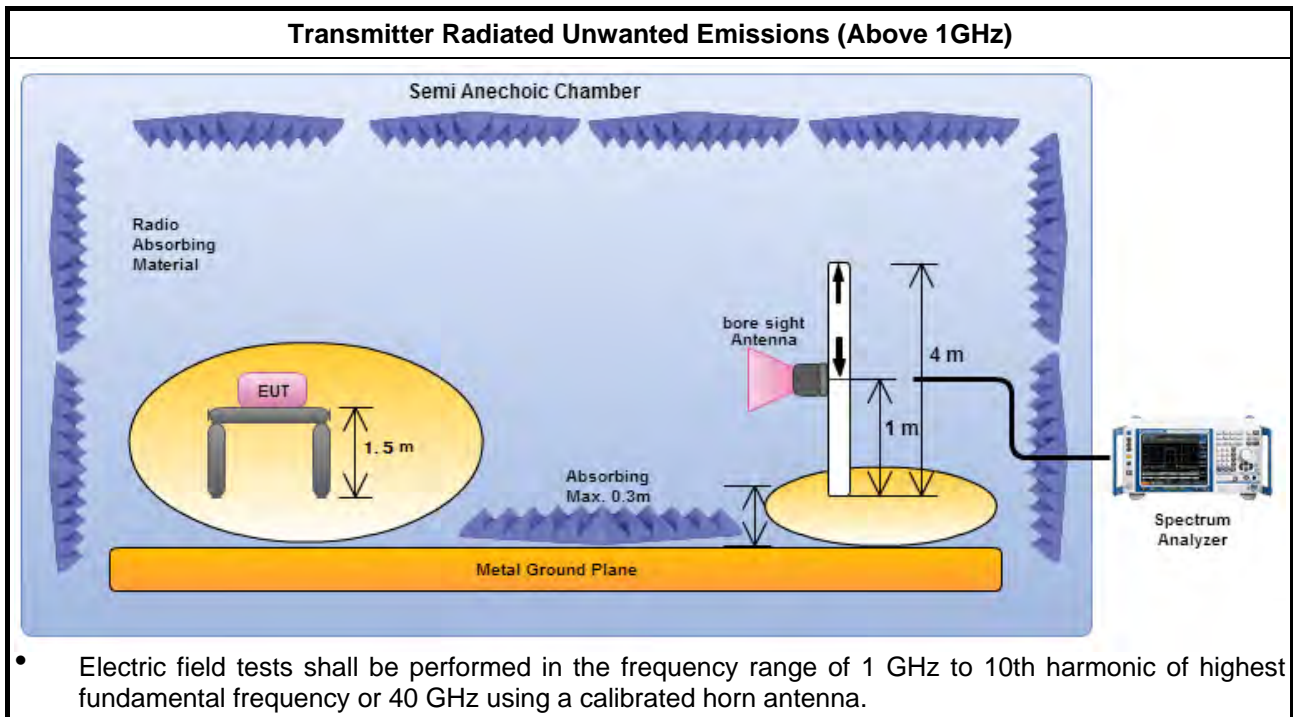 Transmitter Radiated Unwanted Emissions (Above 1GHz)
Semi Anechoic Chamber
Radio
Absorbing
Material
bore sight
Antenna
4 m
EUT
1.5 m
1 m
Absorbing
Max. 0.3m
Spectrum
Analyzer
Metal Ground Plane
• Electric field tests shall be performed in the frequency range of 1 GHz to 10th harmonic of highest
fundamental frequency or 40 GHz using a calibrated horn antenna.